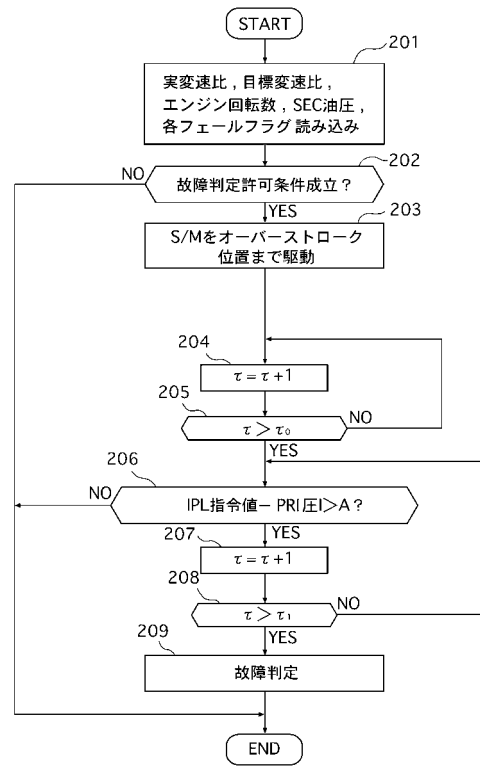 START
201
実変速比，目標変速比，
エンジン回転数，SEC油圧，
各フェールフラグ 読み込み
202
NO
故障判定許可条件成立？
YES
203
S/Mをオーバーストローク
位置まで駆動
204
τ＝τ+1
205
NO
τ＞τ₀
YES
206
NO
IPL指令値－PRI圧I＞A？
YES
207
τ＝τ+1
208
NO
τ＞τ₁
YES
209
故障判定
END